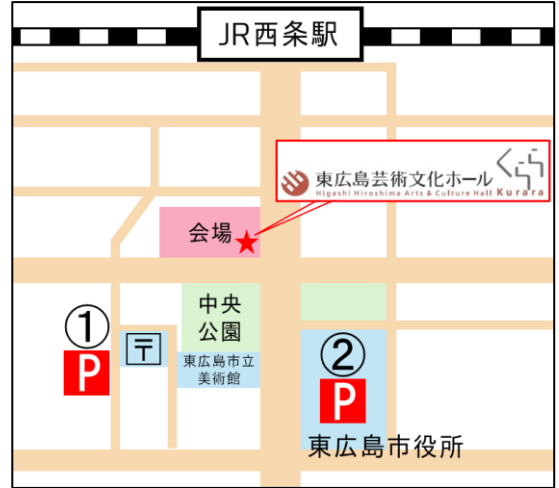 JR西条駅
東広島芸術文化ホール くらら
Higashi Hiroshima Arts & Culture Hall Kurara
会場
中央
公園
①
〒
東広島市立
美術館
②
P
P
東広島市役所